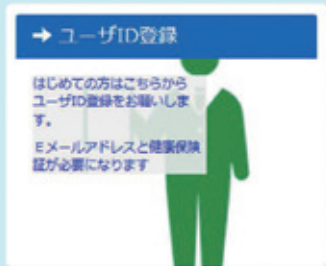 ➔ ユーザID登録
はじめての方はこちらから
ユーザID登録をお願いしま
す。
Eメールアドレスと健康保険
証が必要になります